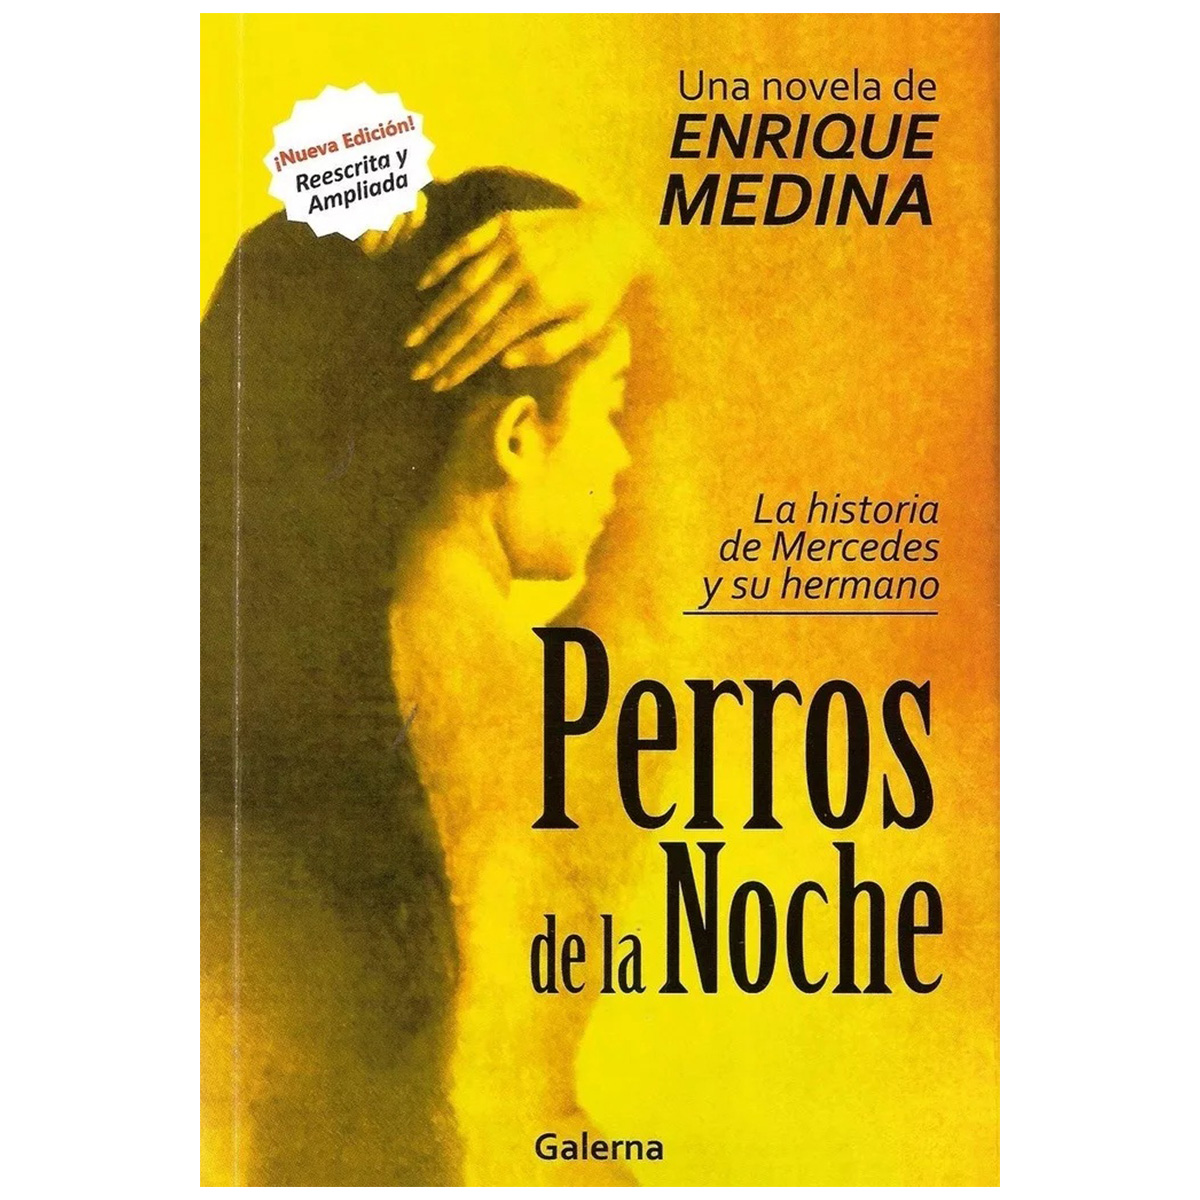 ¡Nueva Edición!
Reescrita y
Ampliada
Una novela de
ENRIQUE
MEDINA
La historia
de Mercedes
y su hermano
Perros
de la Noche
Galerna